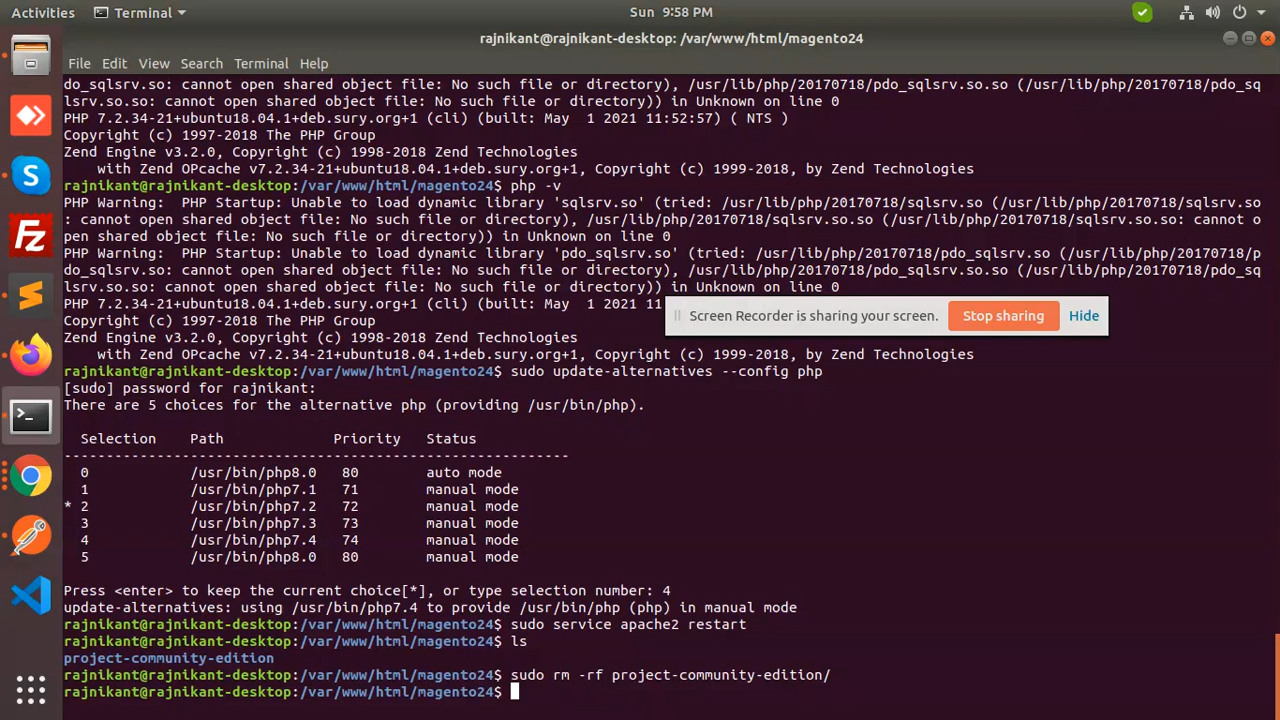 Activities Terminal Sun 9:58 PM
rajnikant@rajnikant-desktop: /var/www/html/magento24
File Edit View Search Terminal Help
do_sqlsrv.so: cannot open shared object file: No such file or directory), /usr/lib/php/20170718/pdo_sqlsrv.so.so (/usr/lib/php/20170718/pdo_sq
lsrv.so.so: cannot open shared object file: No such file or directory)) in Unknown on line 0
PHP 7.2.34-21+ubuntu18.04.1+deb.sury.org+1 (cli) (built: May  1 2021 11:52:57) ( NTS )
Copyright (c) 1997-2018 The PHP Group
Zend Engine v3.2.0, Copyright (c) 1998-2018 Zend Technologies
    with Zend OPcache v7.2.34-21+ubuntu18.04.1+deb.sury.org+1, Copyright (c) 1999-2018, by Zend Technologies
rajnikant@rajnikant-desktop:/var/www/html/magento24$ php -v
PHP Warning:  PHP Startup: Unable to load dynamic library 'sqlsrv.so' (tried: /usr/lib/php/20170718/sqlsrv.so (/usr/lib/php/20170718/sqlsrv.so
: cannot open shared object file: No such file or directory), /usr/lib/php/20170718/sqlsrv.so.so (/usr/lib/php/20170718/sqlsrv.so.so: cannot o
pen shared object file: No such file or directory)) in Unknown on line 0
PHP Warning:  PHP Startup: Unable to load dynamic library 'pdo_sqlsrv.so' (tried: /usr/lib/php/20170718/pdo_sqlsrv.so (/usr/lib/php/20170718/p
do_sqlsrv.so: cannot open shared object file: No such file or directory), /usr/lib/php/20170718/pdo_sqlsrv.so.so (/usr/lib/php/20170718/pdo_sq
lsrv.so.so: cannot open shared object file: No such file or directory)) in Unknown on line 0
PHP 7.2.34-21+ubuntu18.04.1+deb.sury.org+1 (cli) (built: May  1 2021 11
Screen Recorder is sharing your screen. Stop sharing Hide
Copyright (c) 1997-2018 The PHP Group
Zend Engine v3.2.0, Copyright (c) 1998-2018 Zend Technologies
    with Zend OPcache v7.2.34-21+ubuntu18.04.1+deb.sury.org+1, Copyright (c) 1999-2018, by Zend Technologies
rajnikant@rajnikant-desktop:/var/www/html/magento24$ sudo update-alternatives --config php
[sudo] password for rajnikant:
There are 5 choices for the alternative php (providing /usr/bin/php).
  Selection    Path             Priority   Status
------------------------------------------------------------
  0            /usr/bin/php8.0   80        auto mode
  1            /usr/bin/php7.1   71        manual mode
* 2            /usr/bin/php7.2   72        manual mode
  3            /usr/bin/php7.3   73        manual mode
  4            /usr/bin/php7.4   74        manual mode
  5            /usr/bin/php8.0   80        manual mode
Press <enter> to keep the current choice[*], or type selection number: 4
update-alternatives: using /usr/bin/php7.4 to provide /usr/bin/php (php) in manual mode
rajnikant@rajnikant-desktop:/var/www/html/magento24$ sudo service apache2 restart
rajnikant@rajnikant-desktop:/var/www/html/magento24$ ls
project-community-edition
rajnikant@rajnikant-desktop:/var/www/html/magento24$ sudo rm -rf project-community-edition/
rajnikant@rajnikant-desktop:/var/www/html/magento24$